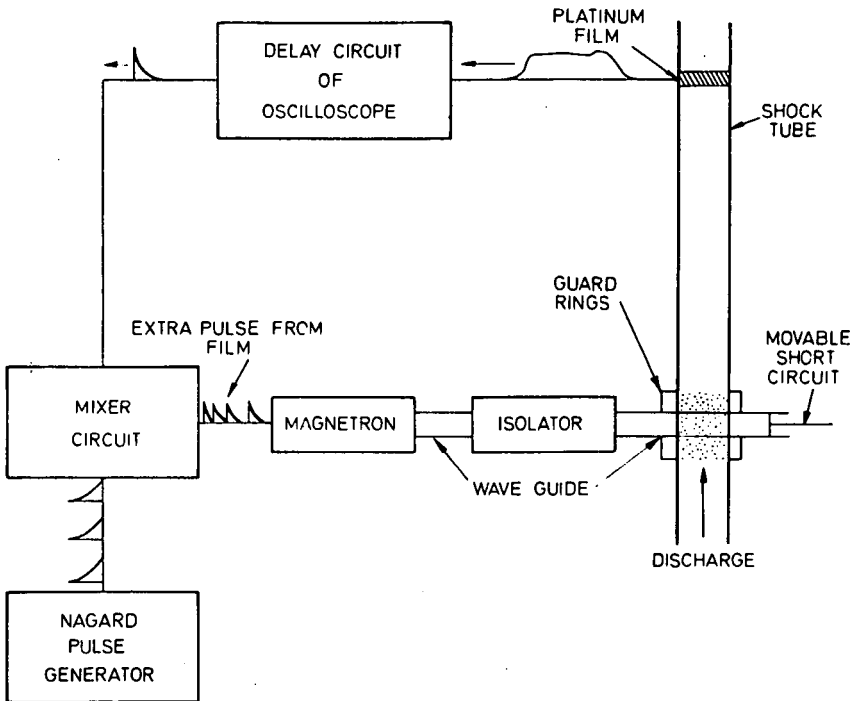 PLATINUM
FILM
DELAY CIRCUIT
OF
OSCILLOSCOPE
SHOCK
TUBE
GUARD
RINGS
EXTRA PULSE FROM
FILM
MOVABLE
SHORT
CIRCUIT
MIXER
CIRCUIT
MAGNETRON
ISOLATOR
WAVE GUIDE
DISCHARGE
NAGARD
PULSE
GENERATOR